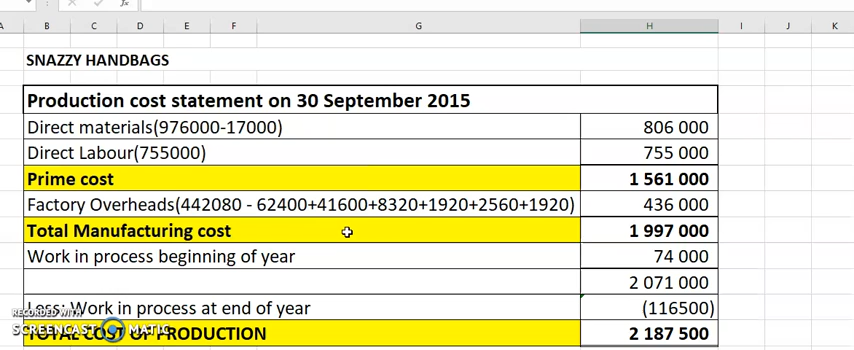 fx
A B C D E F G H I J K
SNAZZY HANDBAGS
Production cost statement on 30 September 2015
Direct materials(976000-17000) 806 000
Direct Labour(755000) 755 000
Prime cost 1 561 000
Factory Overheads(442080 - 62400+41600+8320+1920+2560+1920) 436 000
Total Manufacturing cost 1 997 000
Work in process beginning of year 74 000
2 071 000
Less: Work in process at end of year (116500)
RECORDED WITH
SCREENCAST MATIC
TOTAL COST OF PRODUCTION 2 187 500